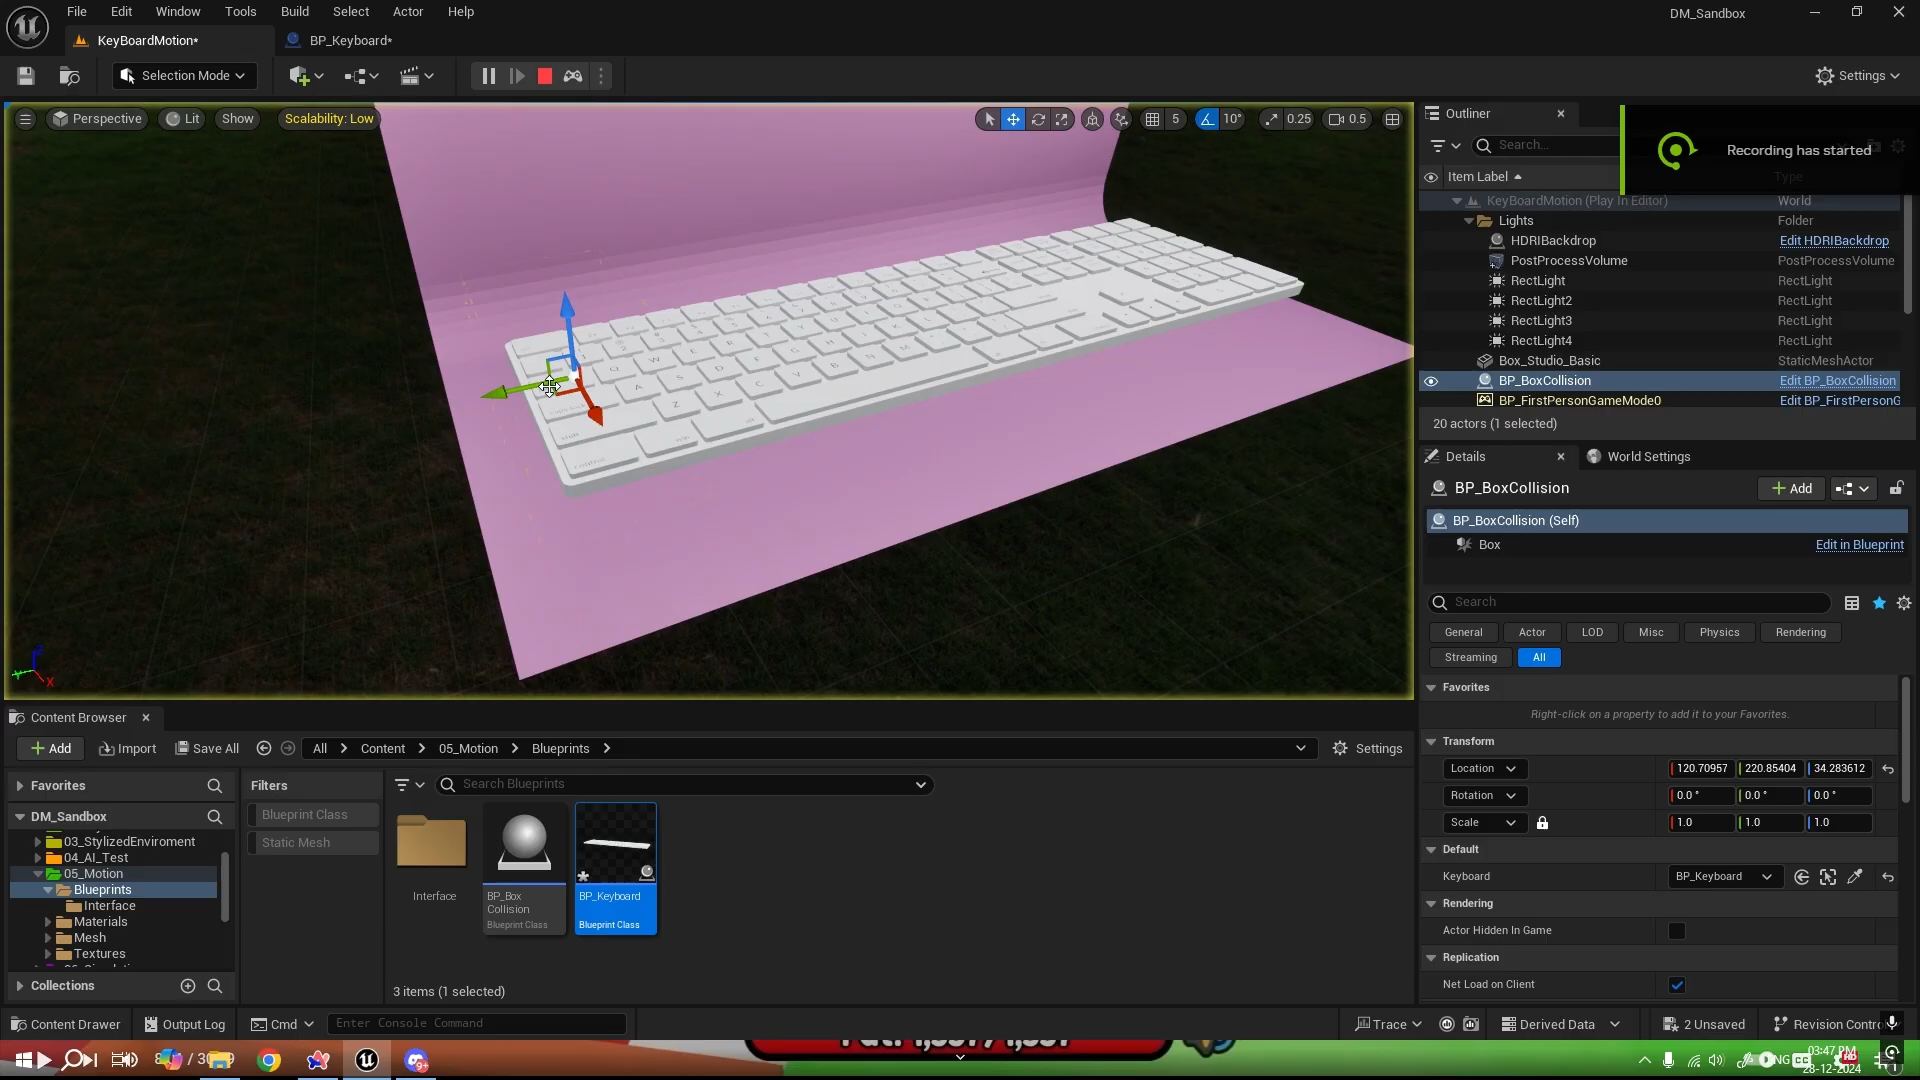 File Edit Window Tools Build Select Actor Help
DM_Sandbox
KeyBoardMotion*
BP_Keyboard*
Selection Mode
Settings
Perspective
Lit
Show
Scalability: Low
5
10°
0.25
0.5
Outliner
Search...
Recording has started
Item Label
Type
KeyBoardMotion (Play In Editor) World
Lights Folder
HDRIBackdrop Edit HDRIBackdrop
PostProcessVolume PostProcessVolume
RectLight RectLight
RectLight2 RectLight
RectLight3 RectLight
RectLight4 RectLight
Box_Studio_Basic StaticMeshActor
BP_BoxCollision Edit BP_BoxCollision
BP_FirstPersonGameMode0 Edit BP_FirstPersonG
20 actors (1 selected)
Details
World Settings
BP_BoxCollision
Add
BP_BoxCollision (Self)
Box Edit in Blueprint
Search
General Actor LOD Misc Physics Rendering
Streaming All
Favorites
Right-click on a property to add it to your Favorites.
Transform
Location 120.70957 220.85404 34.283612
Rotation 0.0 ° 0.0 ° 0.0 °
Scale 1.0 1.0 1.0
Default
Keyboard BP_Keyboard
Rendering
Actor Hidden In Game
Replication
Net Load on Client
Content Browser
Add Import Save All All Content 05_Motion Blueprints Settings
Favorites
DM_Sandbox
03_StylizedEnviroment
04_AI_Test
05_Motion
Blueprints
Interface
Materials
Mesh
Textures
Collections
Filters
Blueprint Class
Static Mesh
Search Blueprints
Interface
BP_Box
Collision
Blueprint Class
BP_Keyboard
Blueprint Class
3 items (1 selected)
Content Drawer Output Log Cmd Enter Console Command Trace Derived Data 2 Unsaved Revision Contro
03:47 PM
28-12-2024